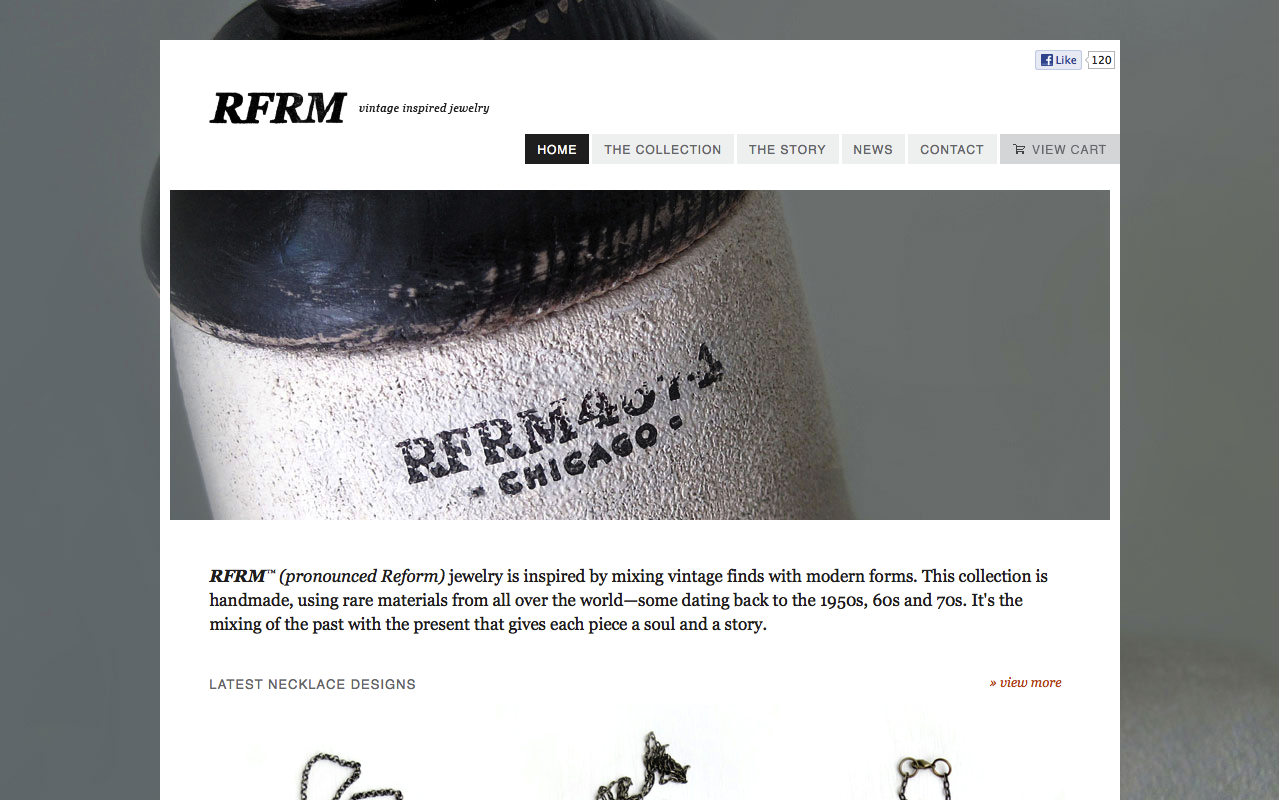 Like 120
RFRM vintage inspired jewelry
HOME THE COLLECTION THE STORY NEWS CONTACT VIEW CART
RFRM4071-1
- CHICAGO -
RFRM™ (pronounced Reform) jewelry is inspired by mixing vintage finds with modern forms. This collection is
handmade, using rare materials from all over the world—some dating back to the 1950s, 60s and 70s. It's the
mixing of the past with the present that gives each piece a soul and a story.
LATEST NECKLACE DESIGNS
» view more